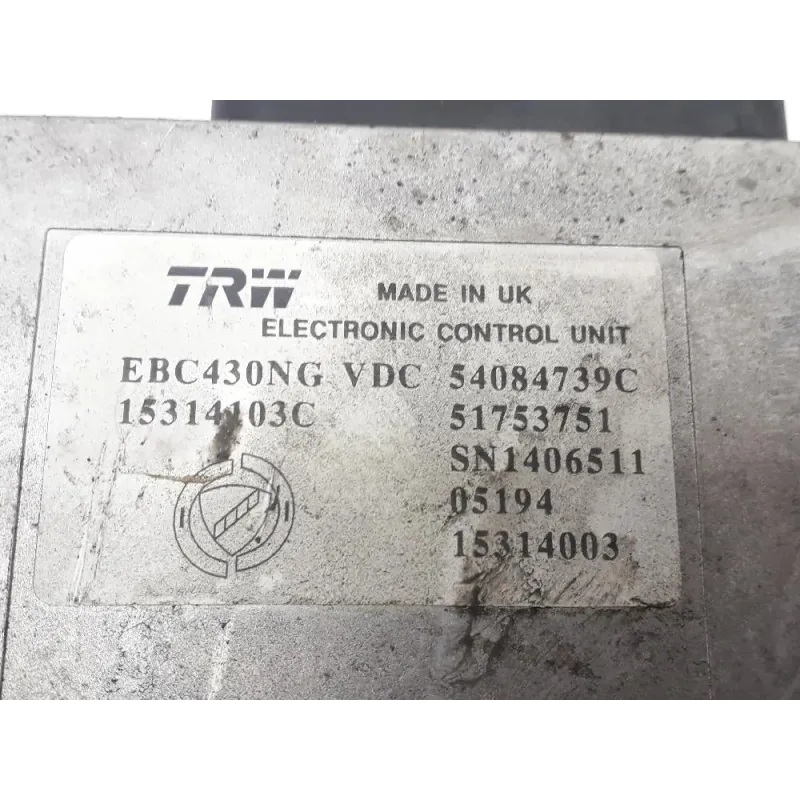 TRW MADE IN UK
ELECTRONIC CONTROL UNIT
EBC430NG VDC 54084739C
15314103C 51753751
SN1406511
05194
15314003